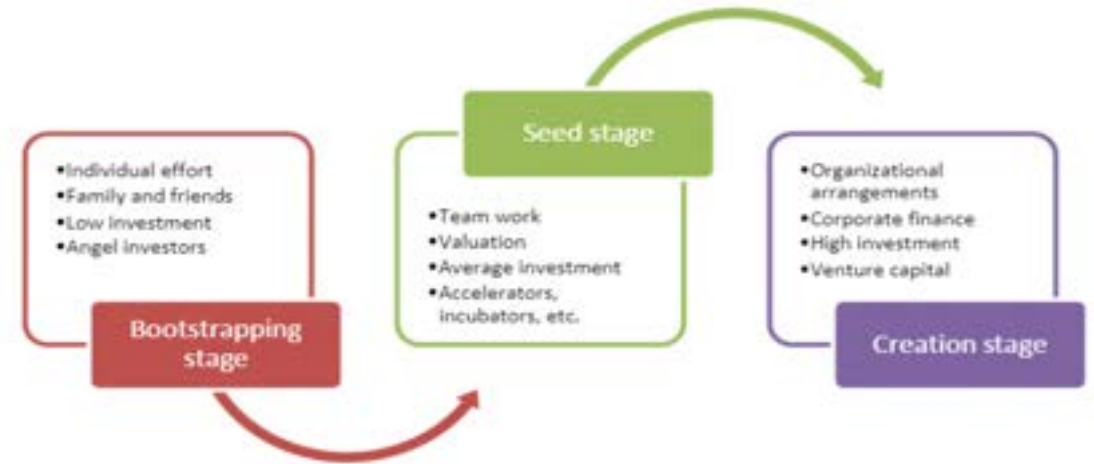 •Individual effort
•Family and friends
•Low investment
•Angel investors
Bootstrapping
stage
Seed stage
•Team work
•Valuation
•Average investment
•Accelerators,
incubators, etc.
•Organizational
arrangements
•Corporate finance
•High investment
•Venture capital
Creation stage